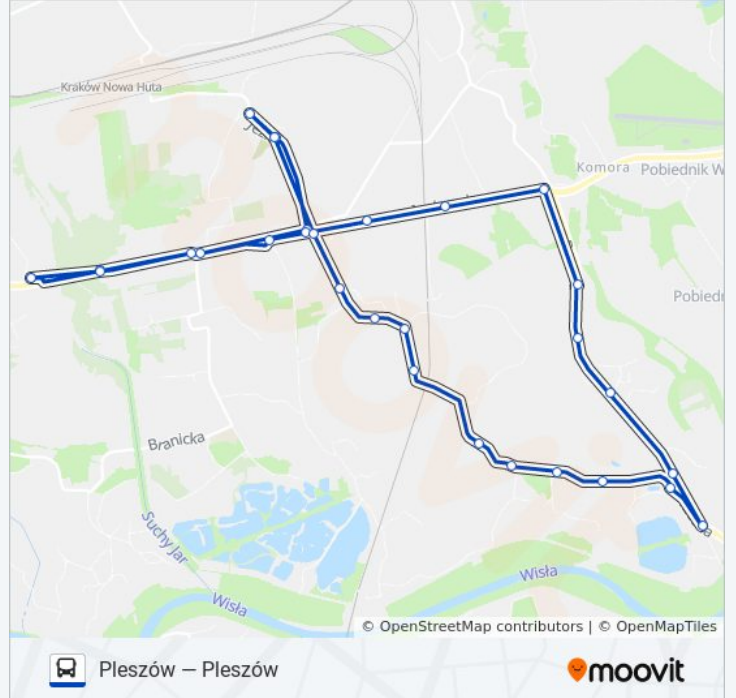 Kraków Nowa Huta
Komora
Pobiednik W
Pobiedn
Branicka
Suchy Jar
Wisła
Wisła
© OpenStreetMap contributors | © OpenMapTiles
Pleszów — Pleszów
moovit